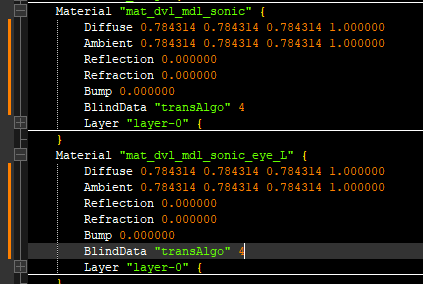 Material "mat_dvl_mdl_sonic" {
Diffuse 0.784314 0.784314 0.784314 1.000000
Ambient 0.784314 0.784314 0.784314 1.000000
Reflection 0.000000
Refraction 0.000000
Bump 0.000000
BlindData "transAlgo" 4
Layer "layer-0" {
}
Material "mat_dvl_mdl_sonic_eye_L" {
Diffuse 0.784314 0.784314 0.784314 1.000000
Ambient 0.784314 0.784314 0.784314 1.000000
Reflection 0.000000
Refraction 0.000000
Bump 0.000000
BlindData "transAlgo" 4
Layer "layer-0" {
}